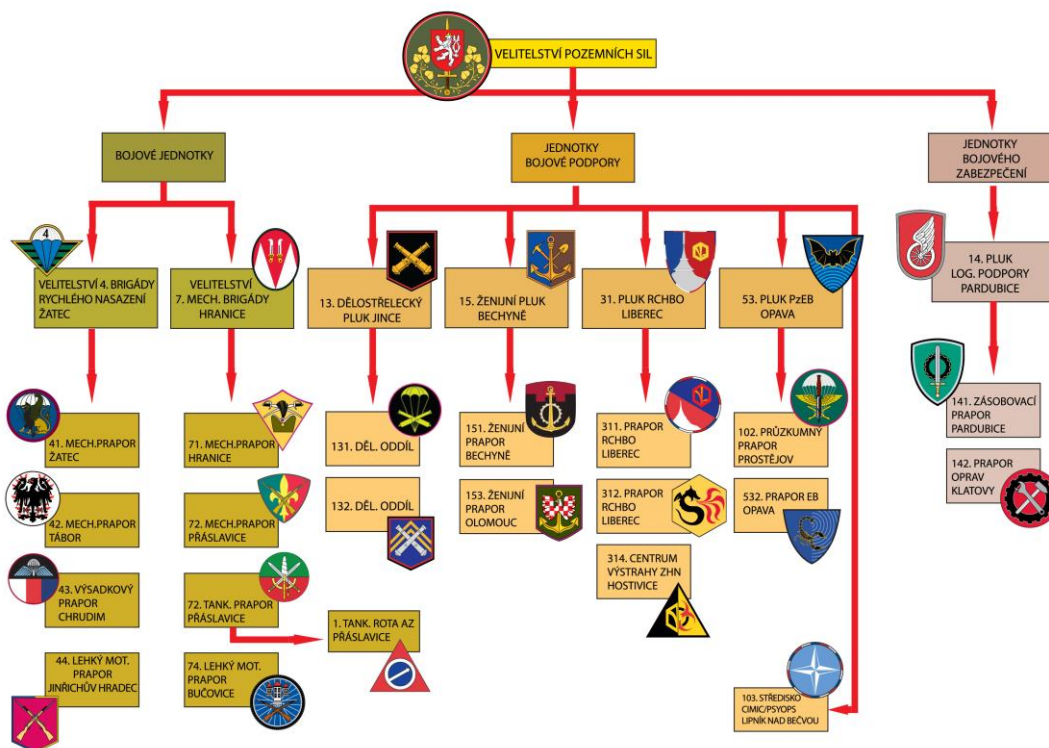 VELITELSTVÍ POZEMNÍCH SIL
BOJOVÉ JEDNOTKY
JEDNOTKY
BOJOVÉ PODPORY
JEDNOTKY
BOJOVÉHO
ZABEZPEČENÍ
4
VELITELSTVÍ 4. BRIGÁDY
RYCHLÉHO NASAZENÍ
ŽATEC
VELITELSTVÍ
7. MECH. BRIGÁDY
HRANICE
13. DĚLOSTŘELECKÝ
PLUK JINCE
15. ŽENIJNÍ PLUK
BECHYNĚ
31. PLUK RCHBO
LIBEREC
53. PLUK PzEB
OPAVA
14. PLUK
LOG. PODPORY
PARDUBICE
41. MECH.PRAPOR
ŽATEC
42. MECH.PRAPOR
TÁBOR
43. VÝSADKOVÝ
PRAPOR
CHRUDIM
44. LEHKÝ MOT.
PRAPOR
JINŘICHŮV HRADEC
71. MECH.PRAPOR
HRANICE
72. MECH.PRAPOR
PŘÁSLAVICE
72. TANK. PRAPOR
PŘÁSLAVICE
1. TANK. ROTA AZ
PŘÁSLAVICE
74. LEHKÝ MOT.
PRAPOR
BUČOVICE
131. DĚL. ODDÍL
132. DĚL. ODDÍL
151. ŽENIJNÍ
PRAPOR
BECHYNĚ
153. ŽENIJNÍ
PRAPOR
OLOMOUC
311. PRAPOR
RCHBO
LIBEREC
312. PRAPOR
RCHBO
LIBEREC
314. CENTRUM
VÝSTRAHY ZHN
HOSTIVICE
102. PRŮZKUMNÝ
PRAPOR
PROSTĚJOV
532. PRAPOR EB
OPAVA
103. STŘEDISKO
CIMIC/PSYOPS
LIPNÍK NAD BEČVOU
141. ZÁSOBOVACÍ
PRAPOR
PARDUBICE
142. PRAPOR
OPRAV
KLATOVY